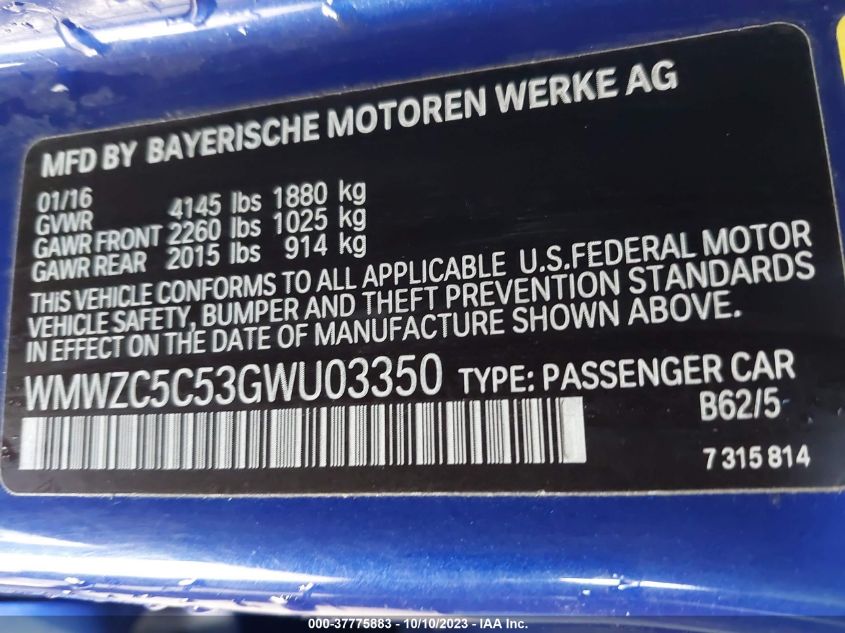 MFD BY BAYERISCHE MOTOREN WERKE AG
01/16
GVWR 4145 lbs 1880 kg
GAWR FRONT 2260 lbs 1025 kg
GAWR REAR 2015 lbs 914 kg
THIS VEHICLE CONFORMS TO ALL APPLICABLE U.S.FEDERAL MOTOR
VEHICLE SAFETY, BUMPER AND THEFT PREVENTION STANDARDS
IN EFFECT ON THE DATE OF MANUFACTURE SHOWN ABOVE.
WMWZC5C53GWU03350 TYPE: PASSENGER CAR
B62/5
7 315 814
000-37775883 - 10/10/2023 - IAA Inc.